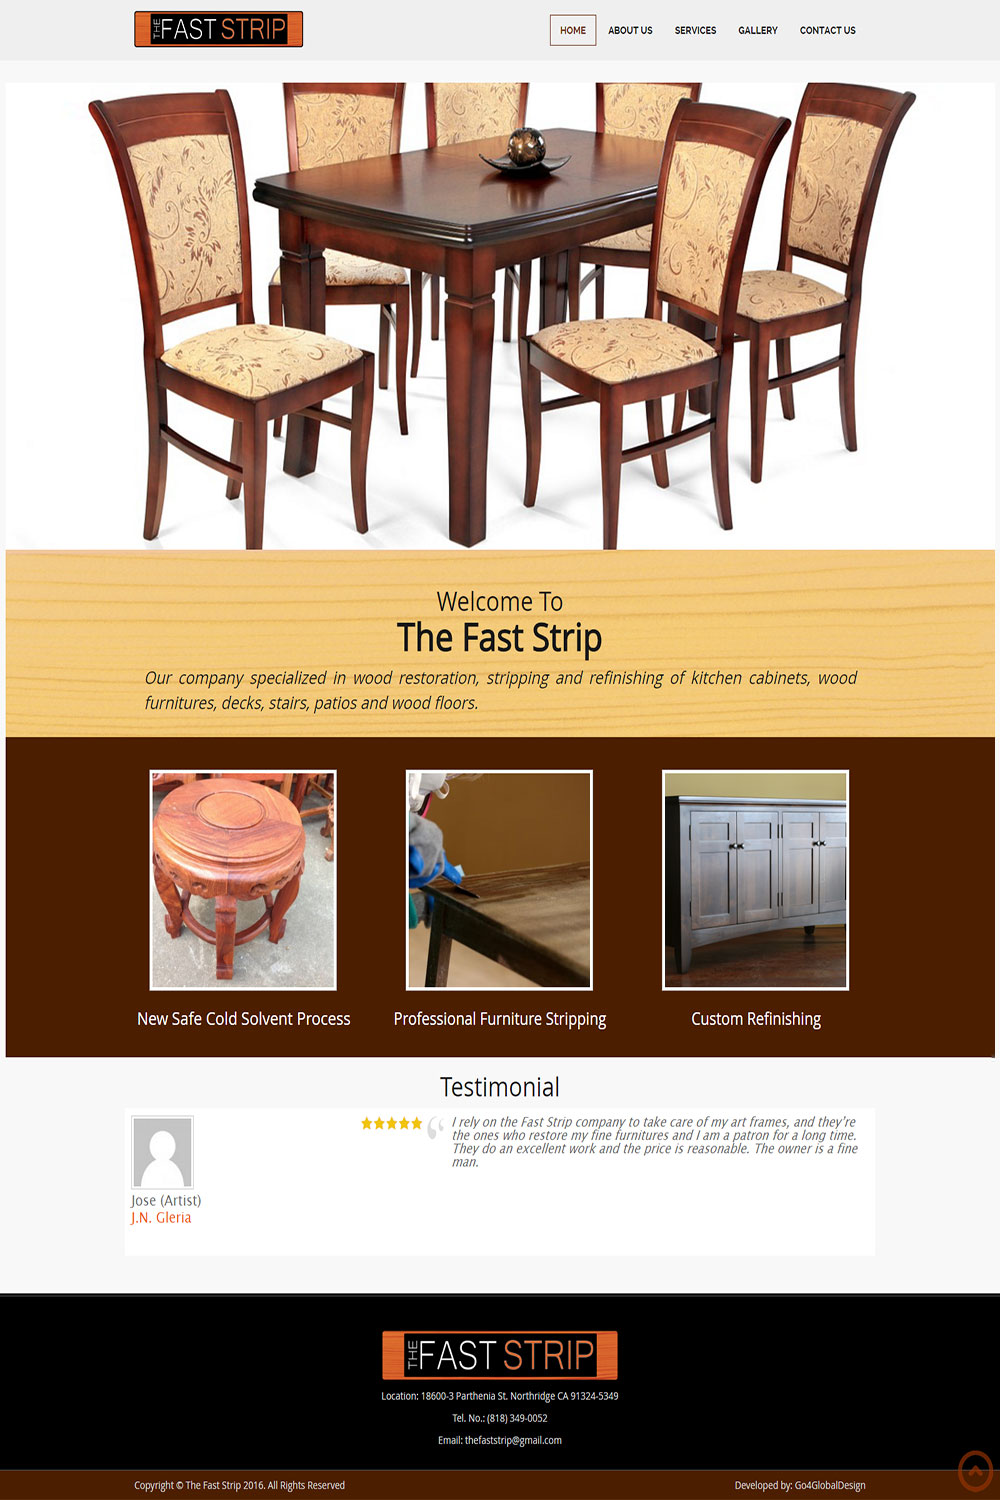 THE FAST STRIP
HOME ABOUT US SERVICES GALLERY CONTACT US
Welcome To
The Fast Strip
Our company specialized in wood restoration, stripping and refinishing of kitchen cabinets, wood
furnitures, decks, stairs, patios and wood floors.
New Safe Cold Solvent Process
Professional Furniture Stripping
Custom Refinishing
Testimonial
I rely on the Fast Strip company to take care of my art frames, and they're
the ones who restore my fine furnitures and I am a patron for a long time.
They do an excellent work and the price is reasonable. The owner is a fine
man.
Jose (Artist)
J.N. Gleria
THE FAST STRIP
Location: 18600-3 Parthenia St. Northridge CA 91324-5349
Tel. No.: (818) 349-0052
Email: thefaststrip@gmail.com
Copyright © The Fast Strip 2016. All Rights Reserved
Developed by: Go4GlobalDesign